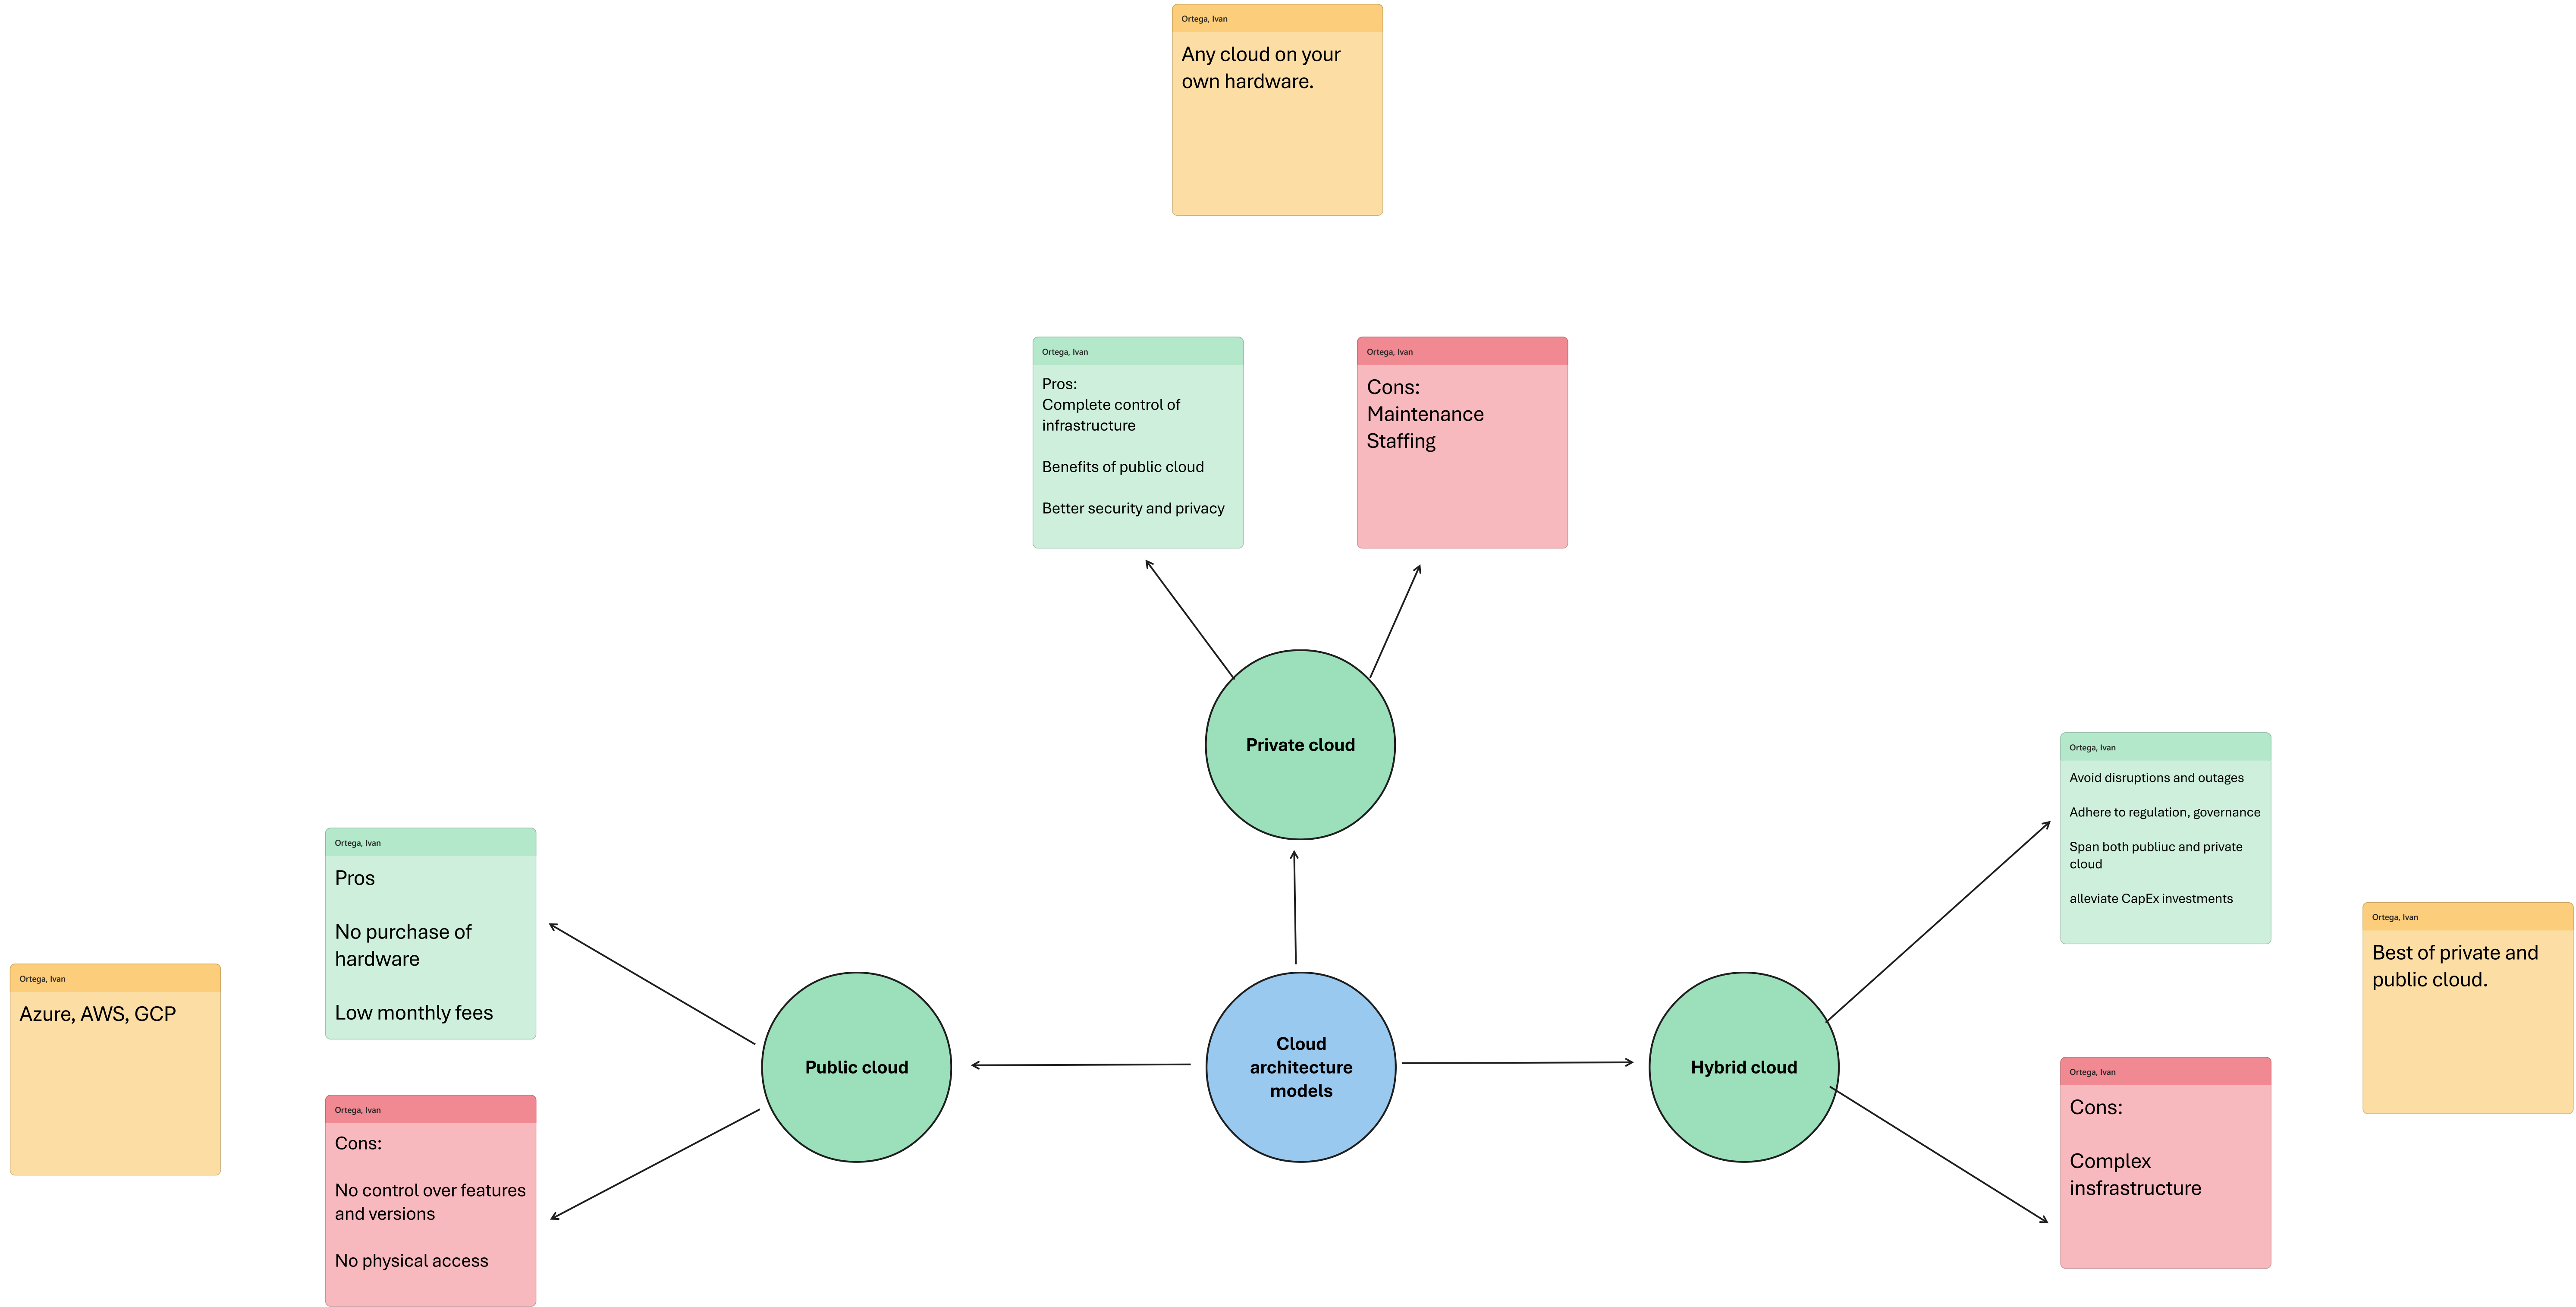 Ortega, Ivan
Any cloud on your
own hardware.
Ortega, Ivan
Pros:
Complete control of
infrastructure
Benefits of public cloud
Better security and privacy
Ortega, Ivan
Cons:
Maintenance
Staffing
Private cloud
Ortega, Ivan
Azure, AWS, GCP
Ortega, Ivan
Pros
No purchase of
hardware
Low monthly fees
Ortega, Ivan
Cons:
No control over features
and versions
No physical access
Public cloud
Cloud
architecture
models
Hybrid cloud
Ortega, Ivan
Avoid disruptions and outages
Adhere to regulation, governance
Span both publiuc and private
cloud
alleviate CapEx investments
Ortega, Ivan
Cons:
Complex
insfrastructure
Ortega, Ivan
Best of private and
public cloud.